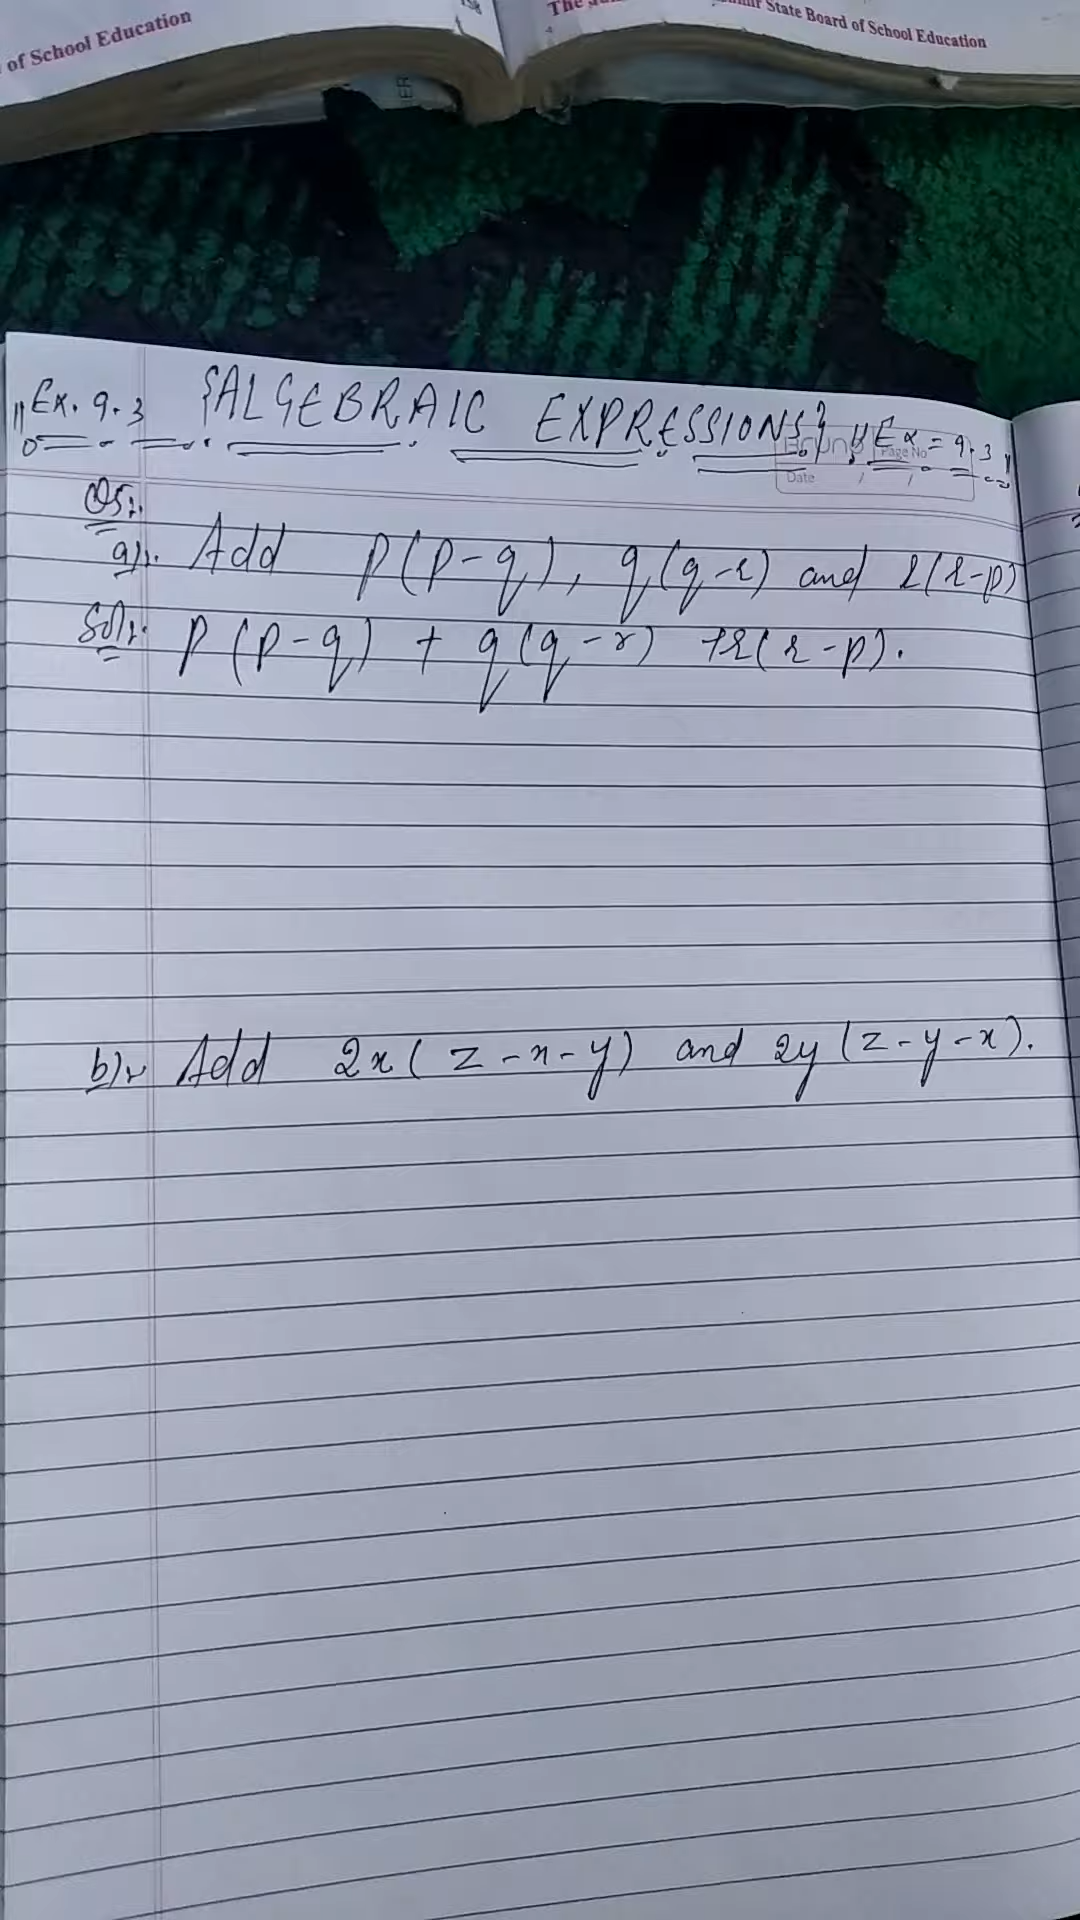 of School Education
The
State Board of School Education
"Ex. 9.3 {ALGEBRAIC EXPRESSIONS} "Ex = 9.3"
Page No
Date / /
Q5:.
a): Add p(p-q), q(q-r) and r(r-p)
Sol:. p(p-q) + q(q-r) +r(r-p).
b): Add 2x(z-x-y) and 2y(z-y-x).